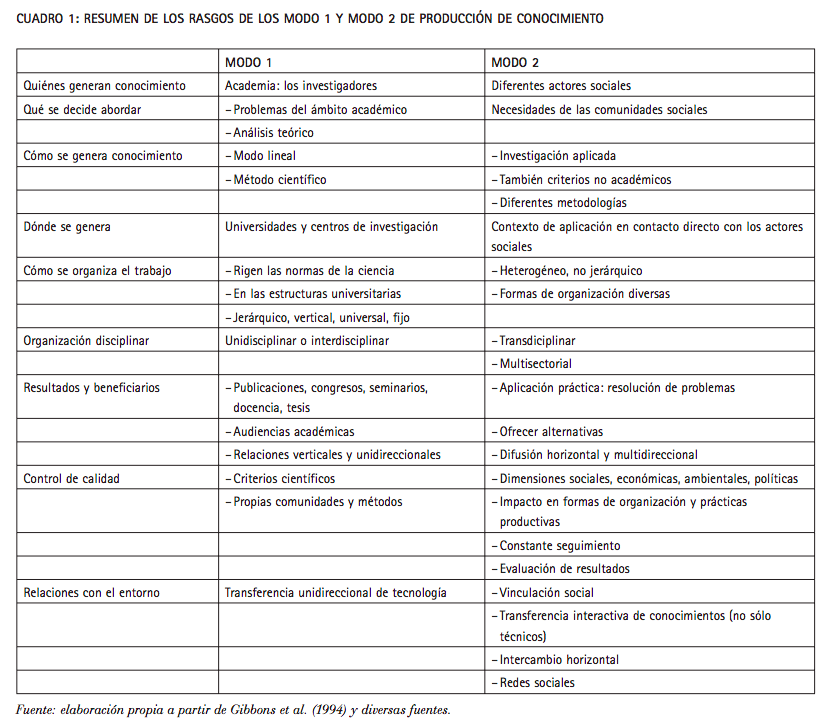 CUADRO 1: RESUMEN DE LOS RASGOS DE LOS MODO 1 Y MODO 2 DE PRODUCCIÓN DE CONOCIMIENTO
MODO 1 MODO 2
Quiénes generan conocimiento Academia: los investigadores Diferentes actores sociales
Qué se decide abordar – Problemas del ámbito académico Necesidades de las comunidades sociales
– Análisis teórico
Cómo se genera conocimiento – Modo lineal – Investigación aplicada
– Método científico – También criterios no académicos
– Diferentes metodologías
Dónde se genera Universidades y centros de investigación Contexto de aplicación en contacto directo con los actores
sociales
Cómo se organiza el trabajo – Rigen las normas de la ciencia – Heterogéneo, no jerárquico
– En las estructuras universitarias – Formas de organización diversas
– Jerárquico, vertical, universal, fijo
Organización disciplinar Unidisciplinar o interdisciplinar – Transdiciplinar
– Multisectorial
Resultados y beneficiarios – Publicaciones, congresos, seminarios, – Aplicación práctica: resolución de problemas
docencia, tesis
– Audiencias académicas – Ofrecer alternativas
– Relaciones verticales y unidireccionales – Difusión horizontal y multidireccional
Control de calidad – Criterios científicos – Dimensiones sociales, económicas, ambientales, políticas
– Propias comunidades y métodos – Impacto en formas de organización y prácticas
productivas
– Constante seguimiento
– Evaluación de resultados
Relaciones con el entorno Transferencia unidireccional de tecnología – Vinculación social
– Transferencia interactiva de conocimientos (no sólo
técnicos)
– Intercambio horizontal
– Redes sociales
Fuente: elaboración propia a partir de Gibbons et al. (1994) y diversas fuentes.